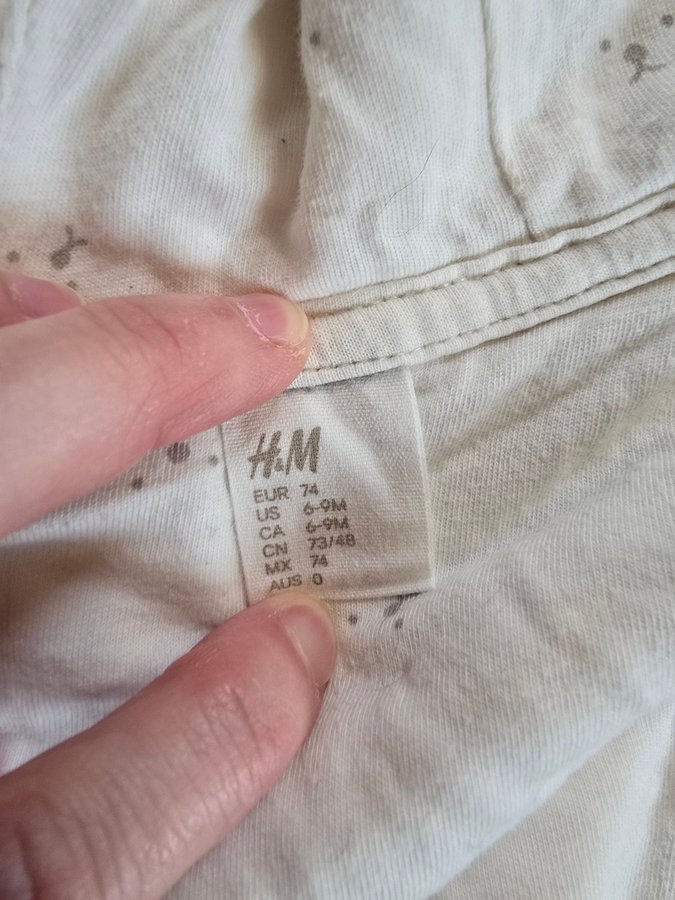 H&M
EUR 74
US 6-9M
CA 6-9M
CN 73/48
MX 74
AUS 0